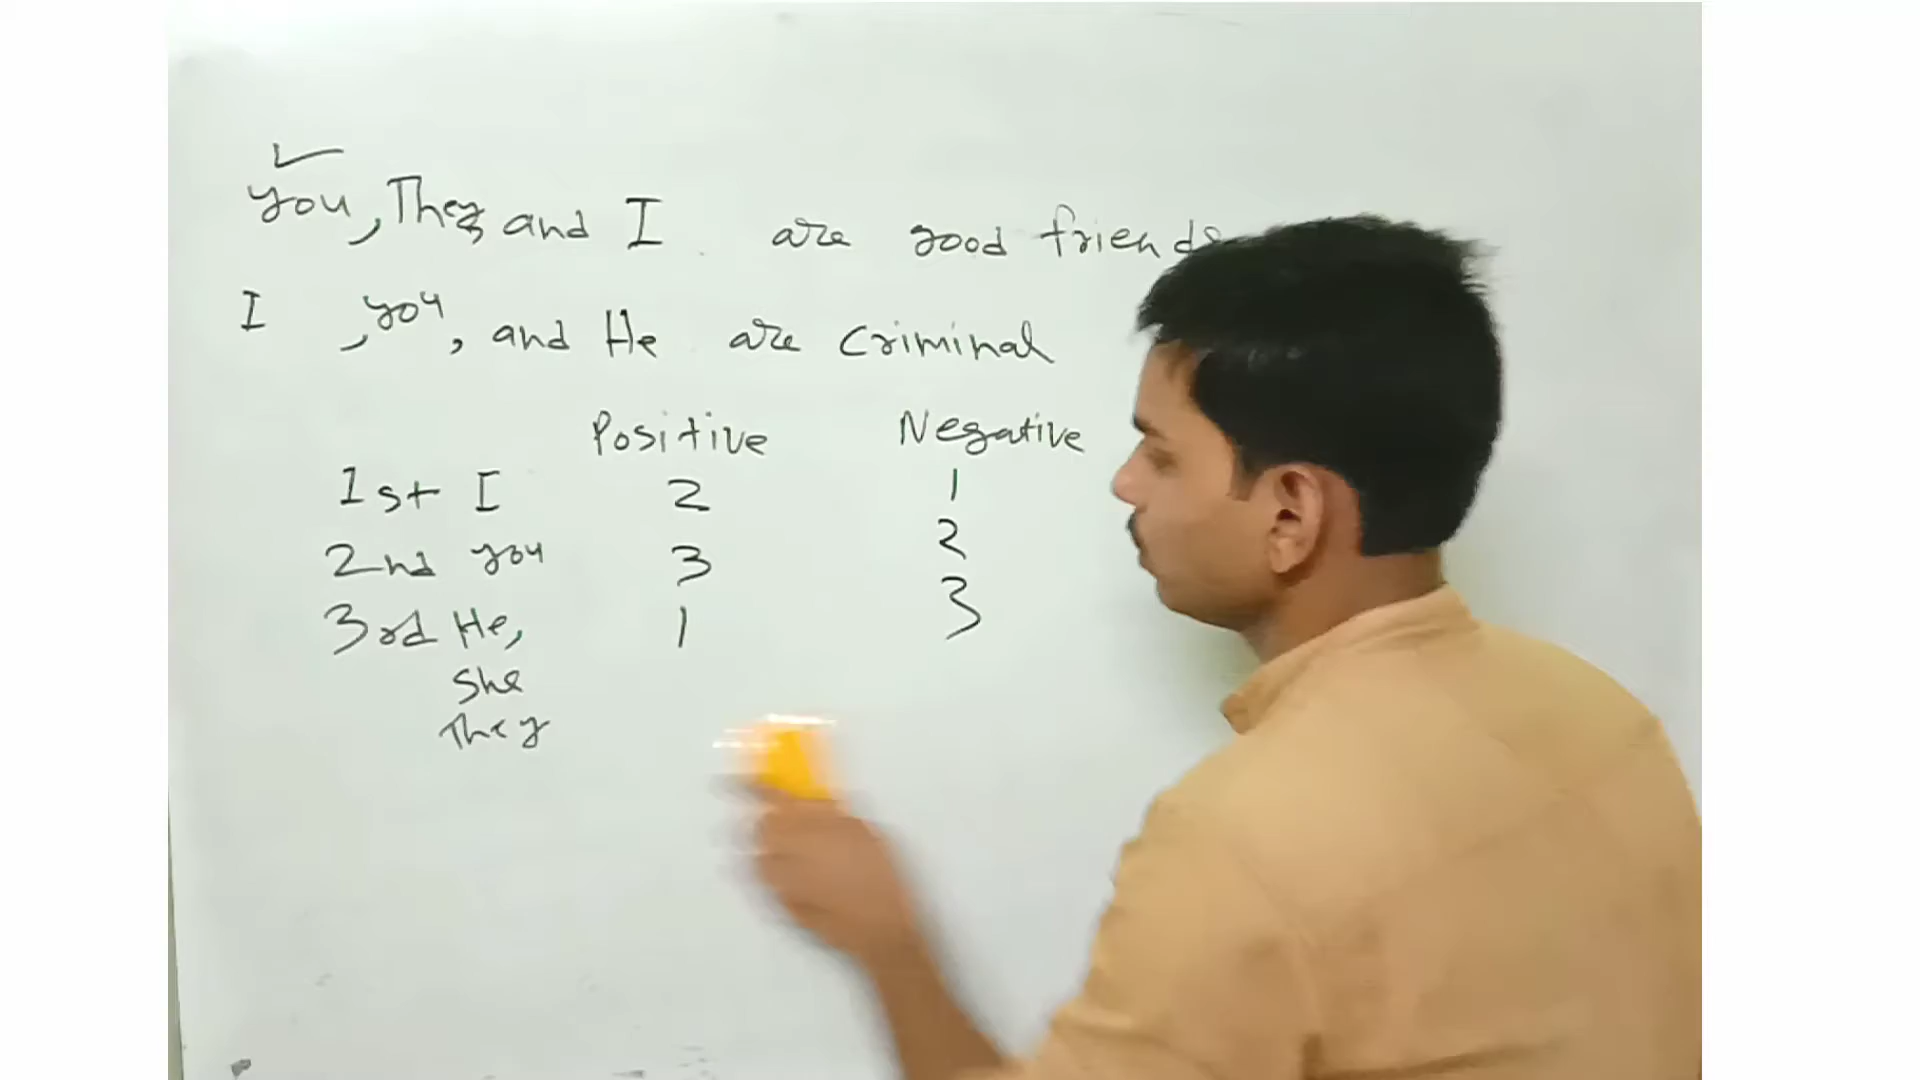 you, They and I are good friends
I, you, and He are criminal
Positive Negative
1st I 2 1
2nd you 3 2
3rd He, 1 3
she
They